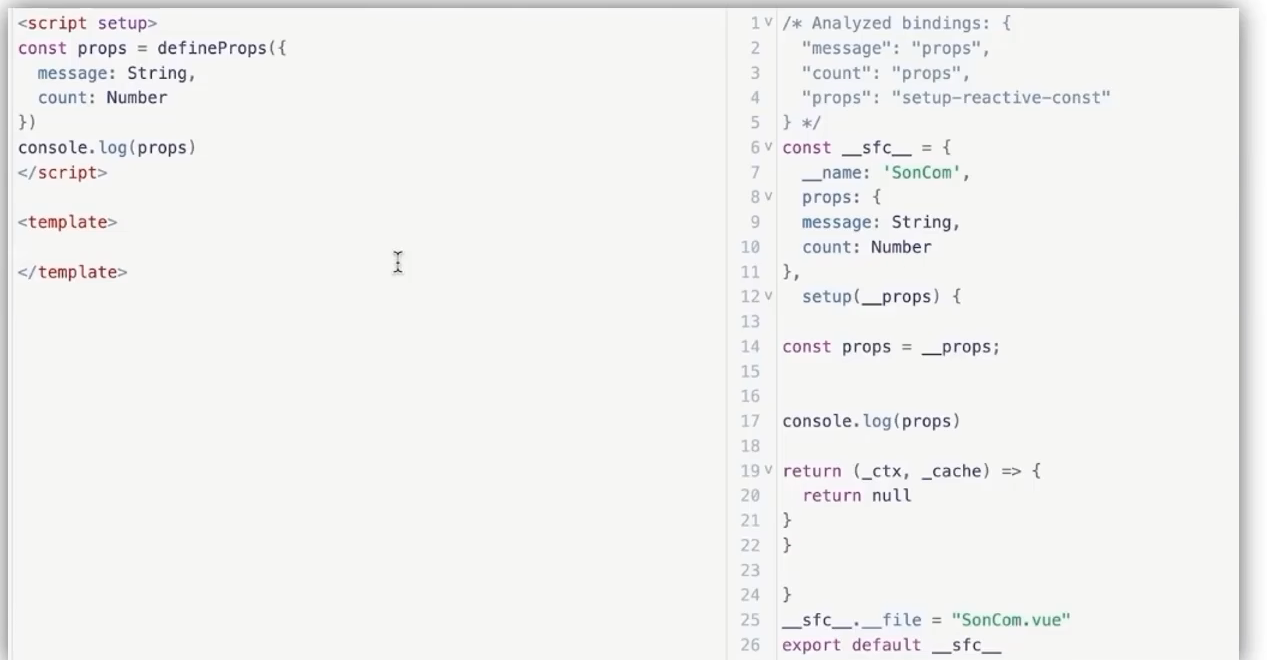 <script setup>
const props = defineProps({
  message: String,
  count: Number
})
console.log(props)
</script>
<template>
</template>
1 /* Analyzed bindings: {
2   "message": "props",
3   "count": "props",
4   "props": "setup-reactive-const"
5 } */
6 const __sfc__ = {
7   __name: 'SonCom',
8   props: {
9   message: String,
10   count: Number
11 },
12   setup(__props) {
13
14 const props = __props;
15
16
17 console.log(props)
18
19 return (_ctx, _cache) => {
20   return null
21 }
22 }
23
24 }
25 __sfc__.__file = "SonCom.vue"
26 export default __sfc__